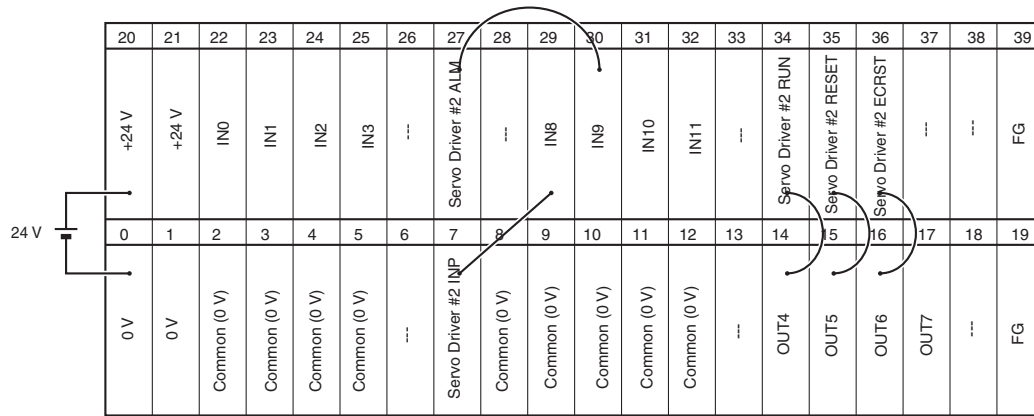 20 21 22 23 24 25 26 27 28 29 30 31 32 33 34 35 36 37 38 39
+24 V
+24 V
IN0
IN1
IN2
IN3
---
Servo Driver #2 ALM
---
IN8
IN9
IN10
IN11
---
Servo Driver #2 RUN
Servo Driver #2 RESET
Servo Driver #2 ECRST
---
---
FG
24 V
0 1 2 3 4 5 6 7 8 9 10 11 12 13 14 15 16 17 18 19
0 V
0 V
Common (0 V)
Common (0 V)
Common (0 V)
Common (0 V)
---
Servo Driver #2 INP
Common (0 V)
Common (0 V)
Common (0 V)
Common (0 V)
Common (0 V)
---
OUT4
OUT5
OUT6
OUT7
---
FG